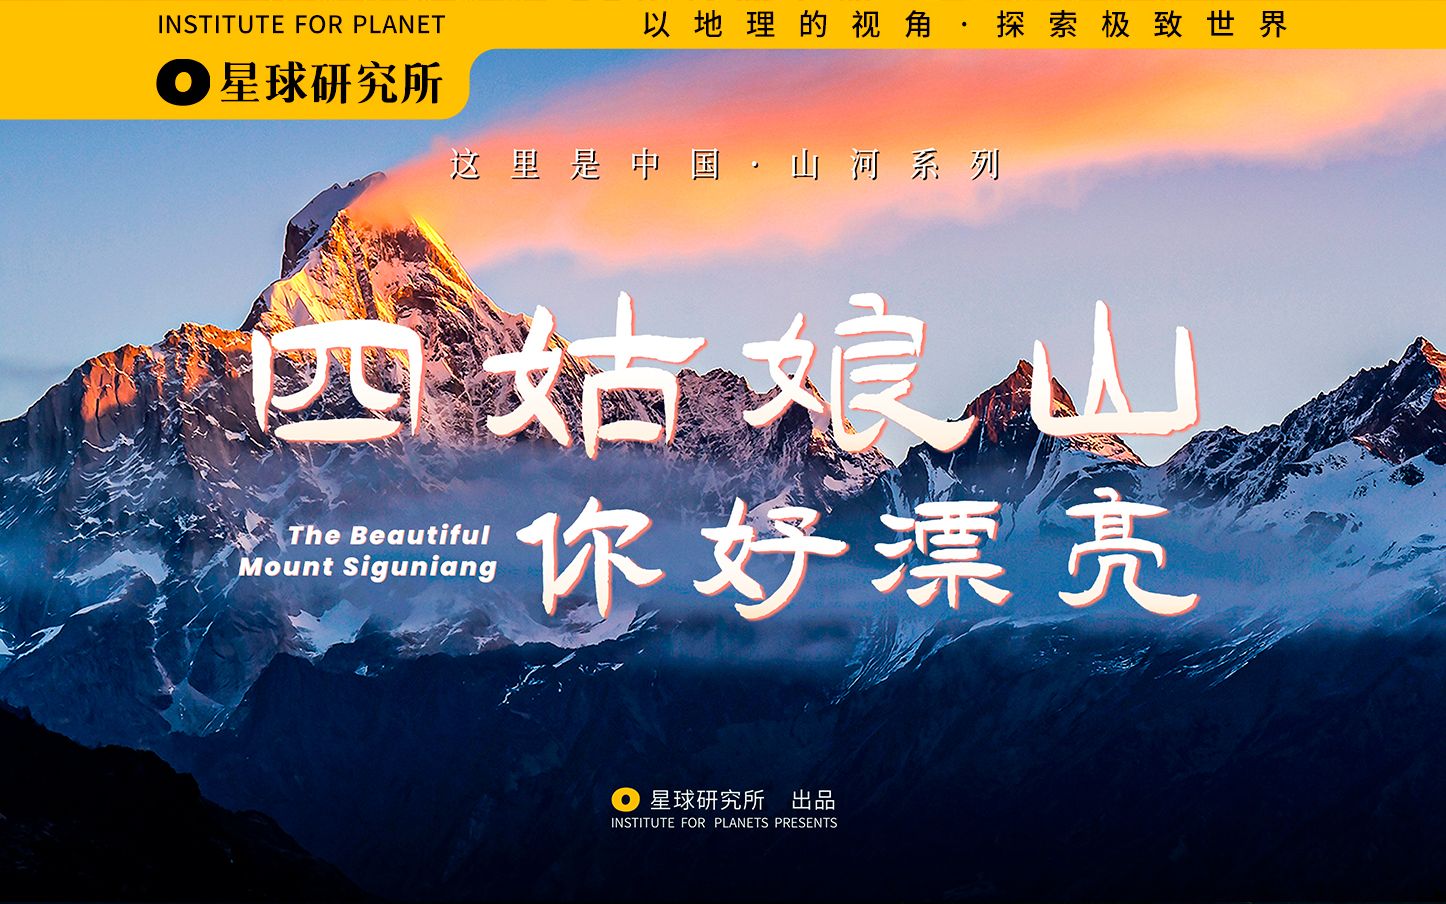 INSTITUTE FOR PLANET
以地理的视角·探索极致世界
星球研究所
这里是中国·山河系列
四姑娘山
The Beautiful
Mount Siguniang
你好漂亮
星球研究所 出品
INSTITUTE FOR PLANETS PRESENTS